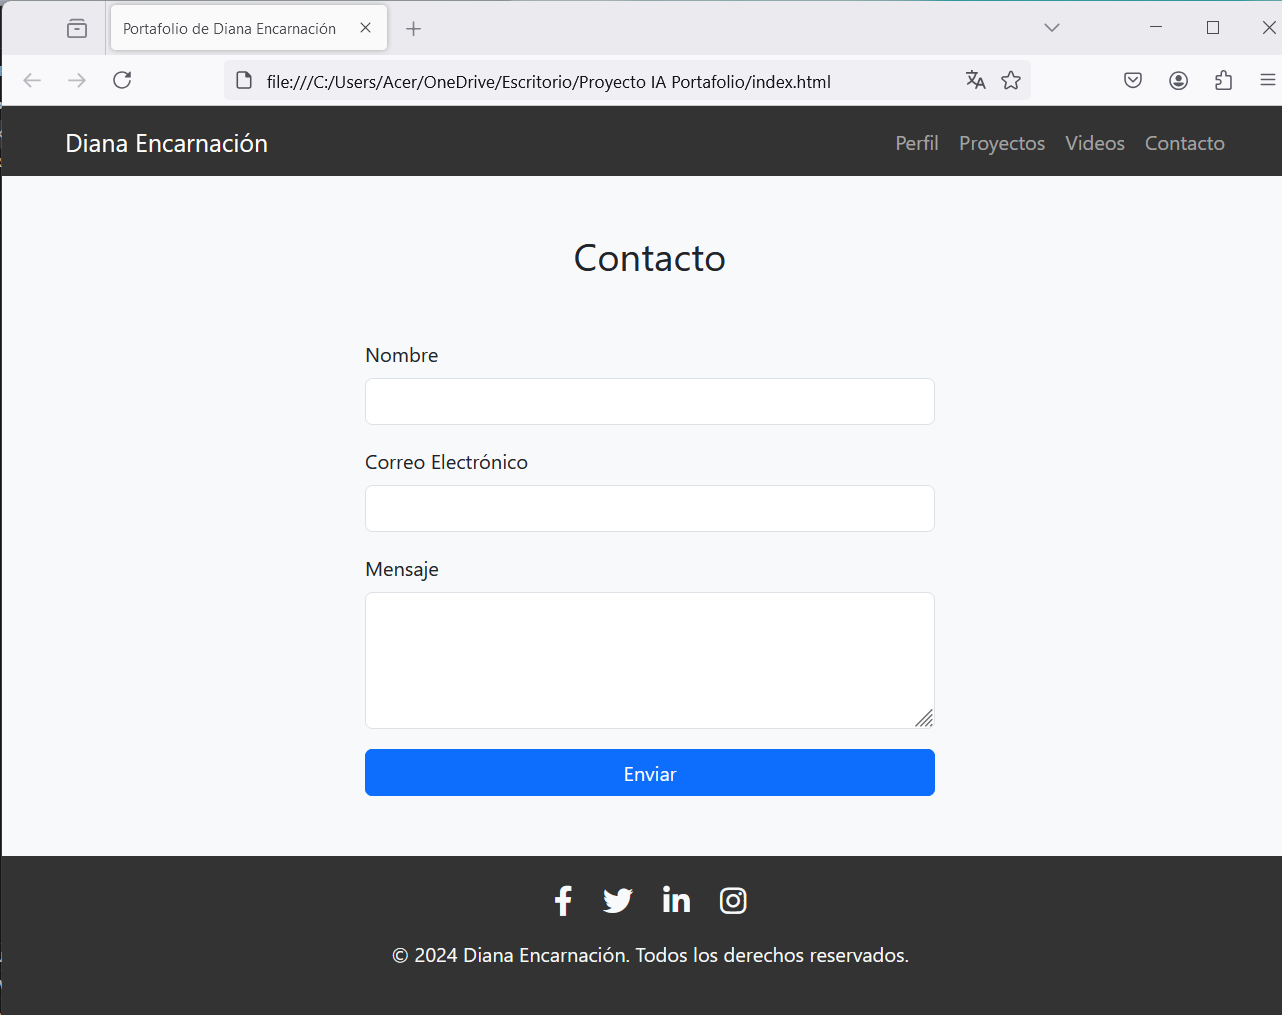 Portafolio de Diana Encarnación
file:///C:/Users/Acer/OneDrive/Escritorio/Proyecto IA Portafolio/index.html
Diana Encarnación
Perfil Proyectos Videos Contacto
Contacto
Nombre
Correo Electrónico
Mensaje
Enviar
© 2024 Diana Encarnación. Todos los derechos reservados.